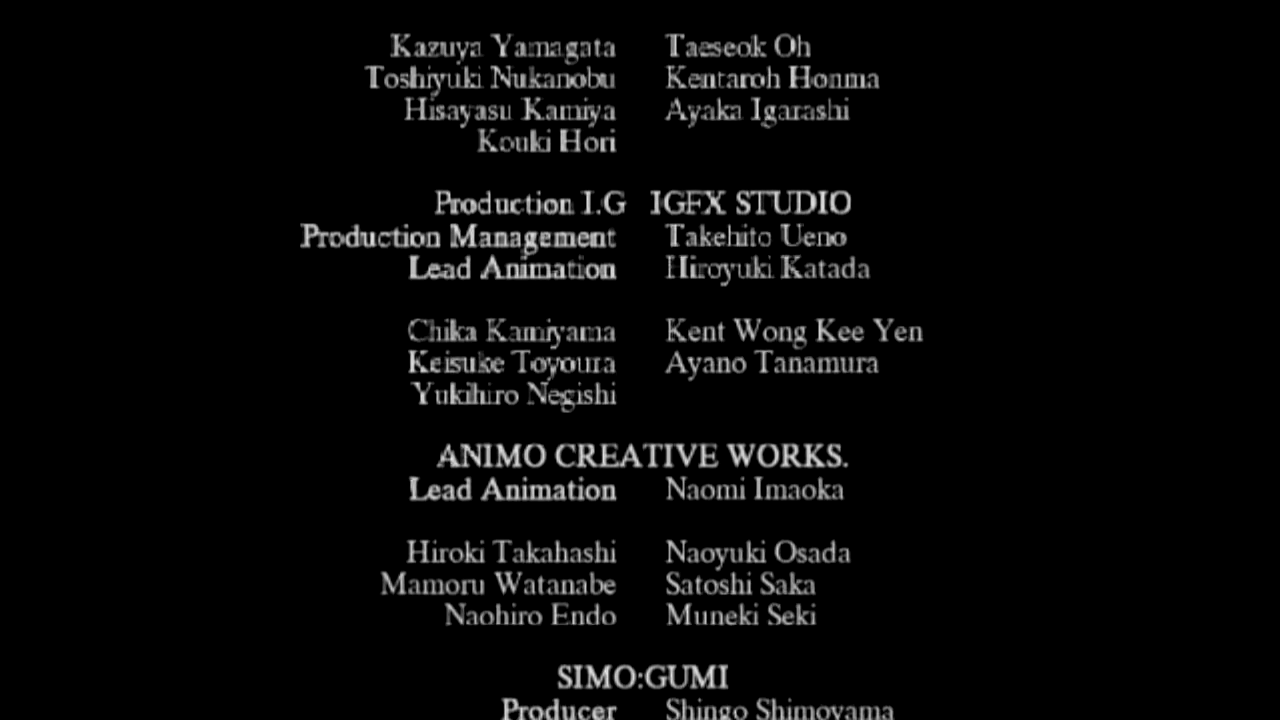 Kazuya Yamagata Taeseok Oh
Toshiyuki Nukanobu Kentaroh Honma
Hisayasu Kamiya Ayaka Igarashi
Kouki Hori
Production I.G IGFX STUDIO
Production Management Takehito Ueno
Lead Animation Hiroyuki Katada
Chika Kamiyama Kent Wong Kee Yen
Keisuke Toyoura Ayano Tanamura
Yukihiro Negishi
ANIMO CREATIVE WORKS.
Lead Animation Naomi Imaoka
Hiroki Takahashi Naoyuki Osada
Mamoru Watanabe Satoshi Saka
Naohiro Endo Muneki Seki
SIMO:GUMI
Producer Shingo Shimoyama